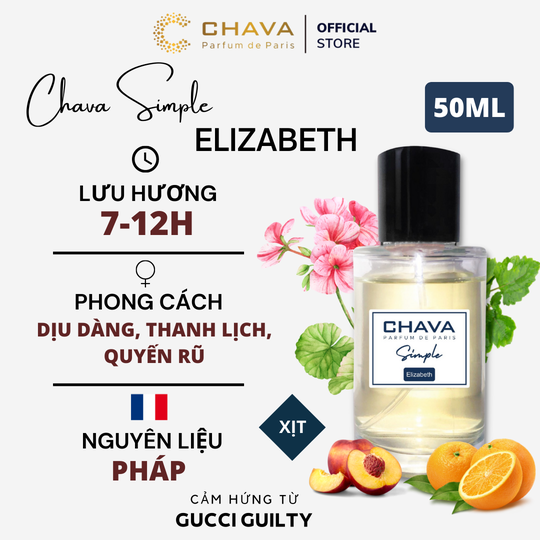 CHAVA
Parfum de Paris
OFFICIAL
STORE
Chava Simple
ELIZABETH
50ML
LƯU HƯƠNG
7-12H
PHONG CÁCH
DỊU DÀNG, THANH LỊCH,
QUYẾN RŨ
NGUYÊN LIỆU
PHÁP
XỊT
CẢM HỨNG TỪ
GUCCI GUILTY
CHAVA
PARFUM DE PARIS
Simple
Elizabeth